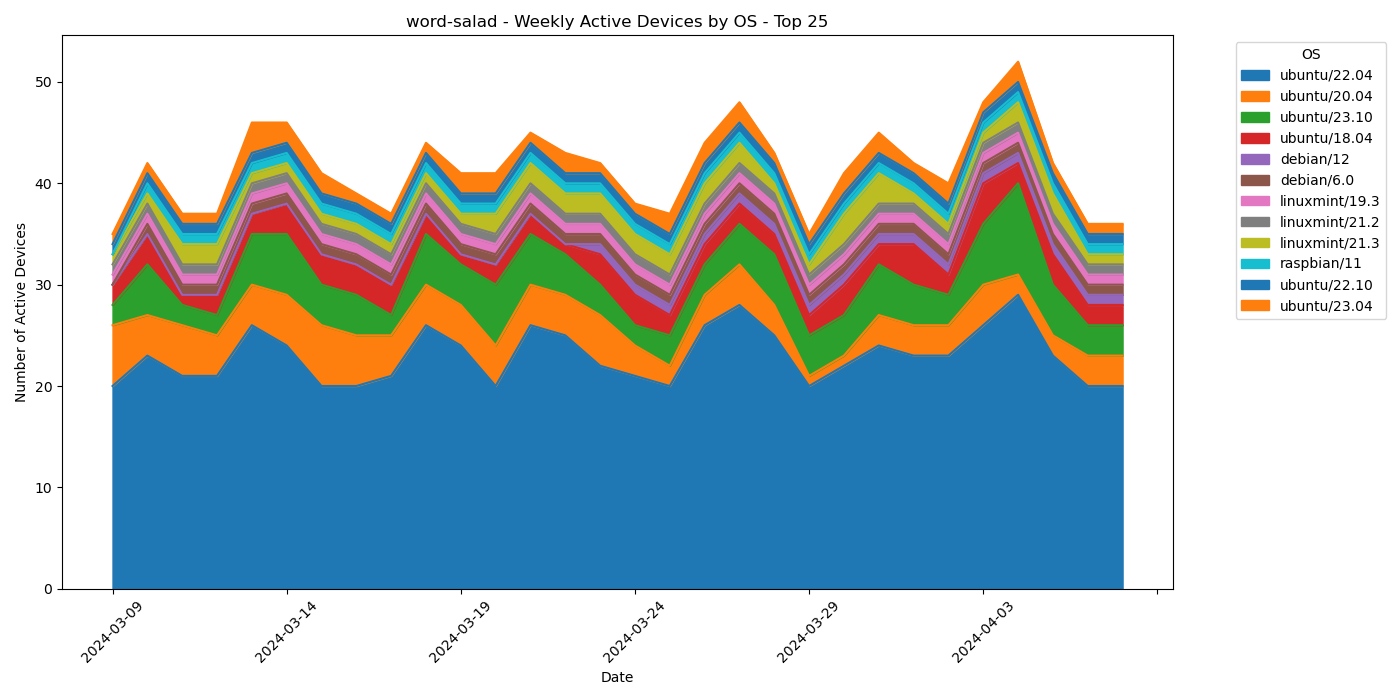 word-salad - Weekly Active Devices by OS - Top 25
Number of Active Devices
50
40
30
20
10
0
2024-03-09
2024-03-14
2024-03-19
2024-03-24
2024-03-29
2024-04-03
Date
OS
ubuntu/22.04
ubuntu/20.04
ubuntu/23.10
ubuntu/18.04
debian/12
debian/6.0
linuxmint/19.3
linuxmint/21.2
linuxmint/21.3
raspbian/11
ubuntu/22.10
ubuntu/23.04